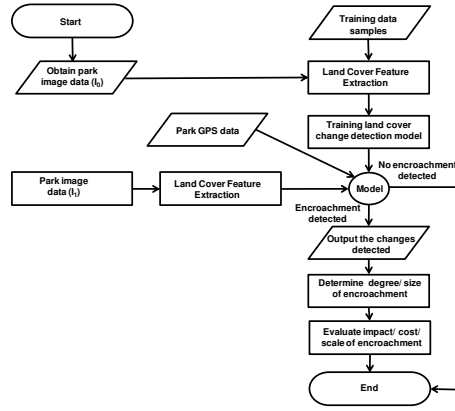 Start
Training data
samples
Obtain park
image data (I₀)
Land Cover Feature
Extraction
Training land cover
change detection model
Park GPS data
No encroachment
detected
Park image
data (I₁)
Land Cover Feature
Extraction
Model
Encroachment
detected
Output the changes
detected
Determine degree/ size
of encroachment
Evaluate impact/ cost/
scale of encroachment
End